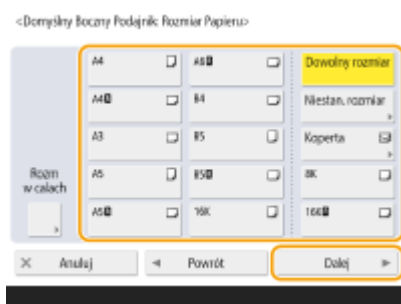 <Domyślny Boczny Podajnik: Rozmiar Papieru>
A4
A6R
Dowolny rozmiar
A4R
B4
Niestan. rozmiar
A3
B5
Koperta
Rozm
w calach
A5
B5R
8K
A5R
16K
16KR
Anuluj
Powrót
Dalej